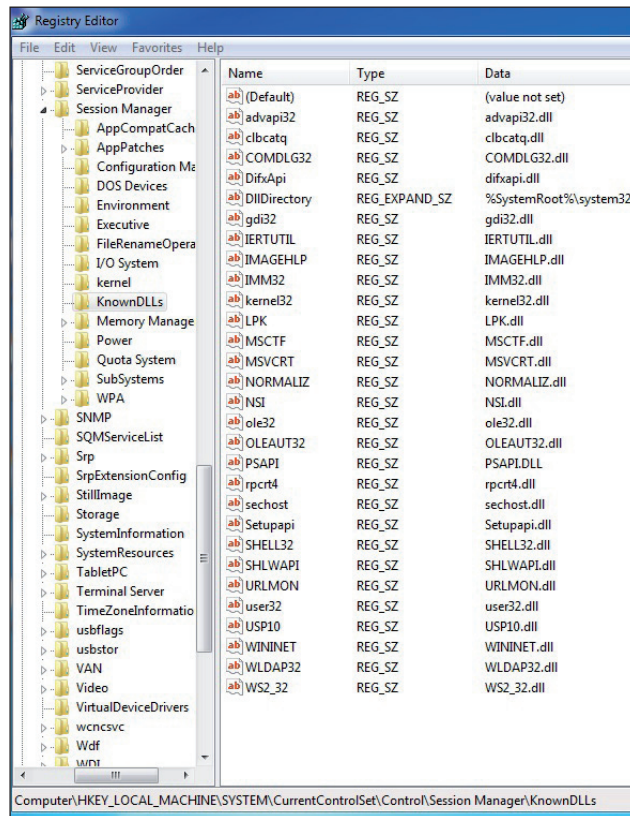 Registry Editor
File Edit View Favorites Help
ServiceGroupOrder
ServiceProvider
Session Manager
AppCompatCach
AppPatches
Configuration Ma
DOS Devices
Environment
Executive
FileRenameOpera
I/O System
kernel
KnownDLLs
Memory Manage
Power
Quota System
SubSystems
WPA
SNMP
SQMServiceList
Srp
SrpExtensionConfig
StillImage
Storage
SystemInformation
SystemResources
TabletPC
Terminal Server
TimeZoneInformatio
usbflags
usbstor
VAN
Video
VirtualDeviceDrivers
wcncsvc
Wdf
WDI
Name Type Data
(Default) REG_SZ (value not set)
advapi32 REG_SZ advapi32.dll
clbcatq REG_SZ clbcatq.dll
COMDLG32 REG_SZ COMDLG32.dll
DifxApi REG_SZ difxapi.dll
DllDirectory REG_EXPAND_SZ %SystemRoot%\system32
gdi32 REG_SZ gdi32.dll
IERTUTIL REG_SZ IERTUTIL.dll
IMAGEHLP REG_SZ IMAGEHLP.dll
IMM32 REG_SZ IMM32.dll
kernel32 REG_SZ kernel32.dll
LPK REG_SZ LPK.dll
MSCTF REG_SZ MSCTF.dll
MSVCRT REG_SZ MSVCRT.dll
NORMALIZ REG_SZ NORMALIZ.dll
NSI REG_SZ NSI.dll
ole32 REG_SZ ole32.dll
OLEAUT32 REG_SZ OLEAUT32.dll
PSAPI REG_SZ PSAPI.DLL
rpcrt4 REG_SZ rpcrt4.dll
sechost REG_SZ sechost.dll
Setupapi REG_SZ Setupapi.dll
SHELL32 REG_SZ SHELL32.dll
SHLWAPI REG_SZ SHLWAPI.dll
URLMON REG_SZ URLMON.dll
user32 REG_SZ user32.dll
USP10 REG_SZ USP10.dll
WININET REG_SZ WININET.dll
WLDAP32 REG_SZ WLDAP32.dll
WS2_32 REG_SZ WS2_32.dll
Computer\HKEY_LOCAL_MACHINE\SYSTEM\CurrentControlSet\Control\Session Manager\KnownDLLs